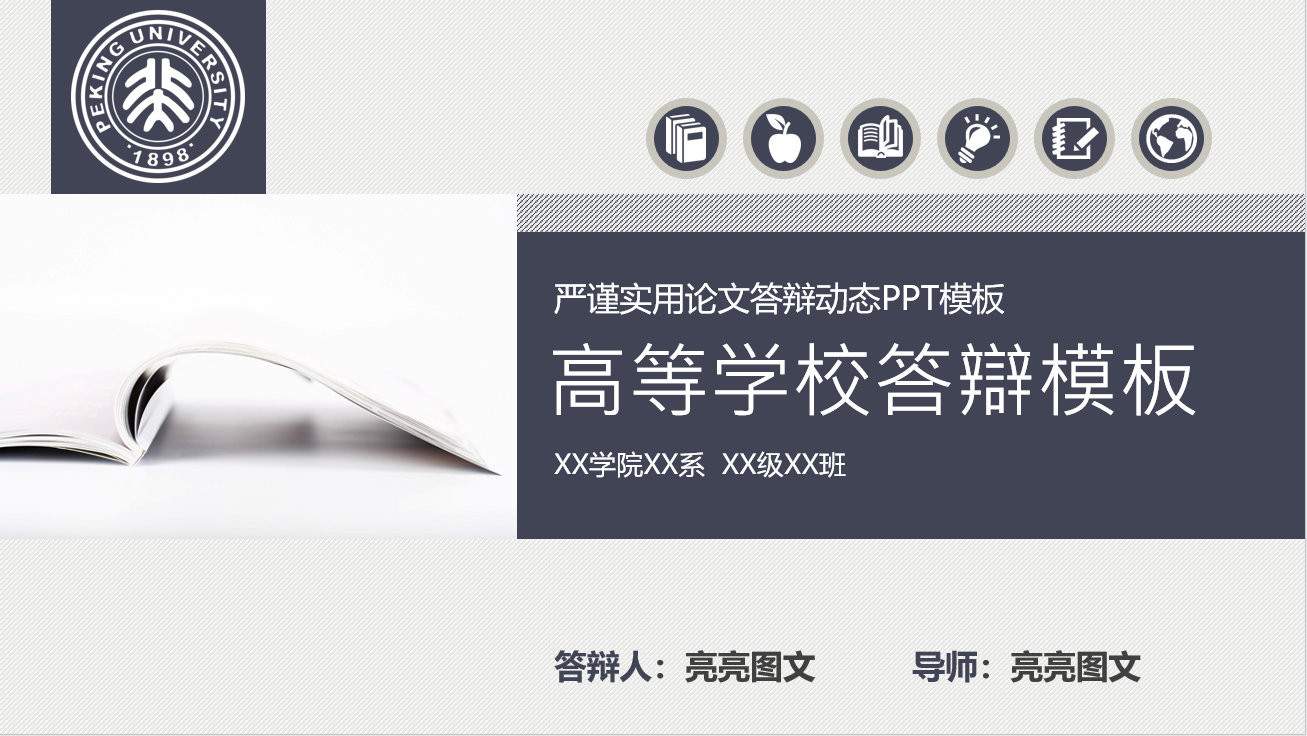 PEKING UNIVERSITY
·1898·
严谨实用论文答辩动态PPT模板
高等学校答辩模板
XX学院XX系 XX级XX班
答辩人：亮亮图文 导师：亮亮图文